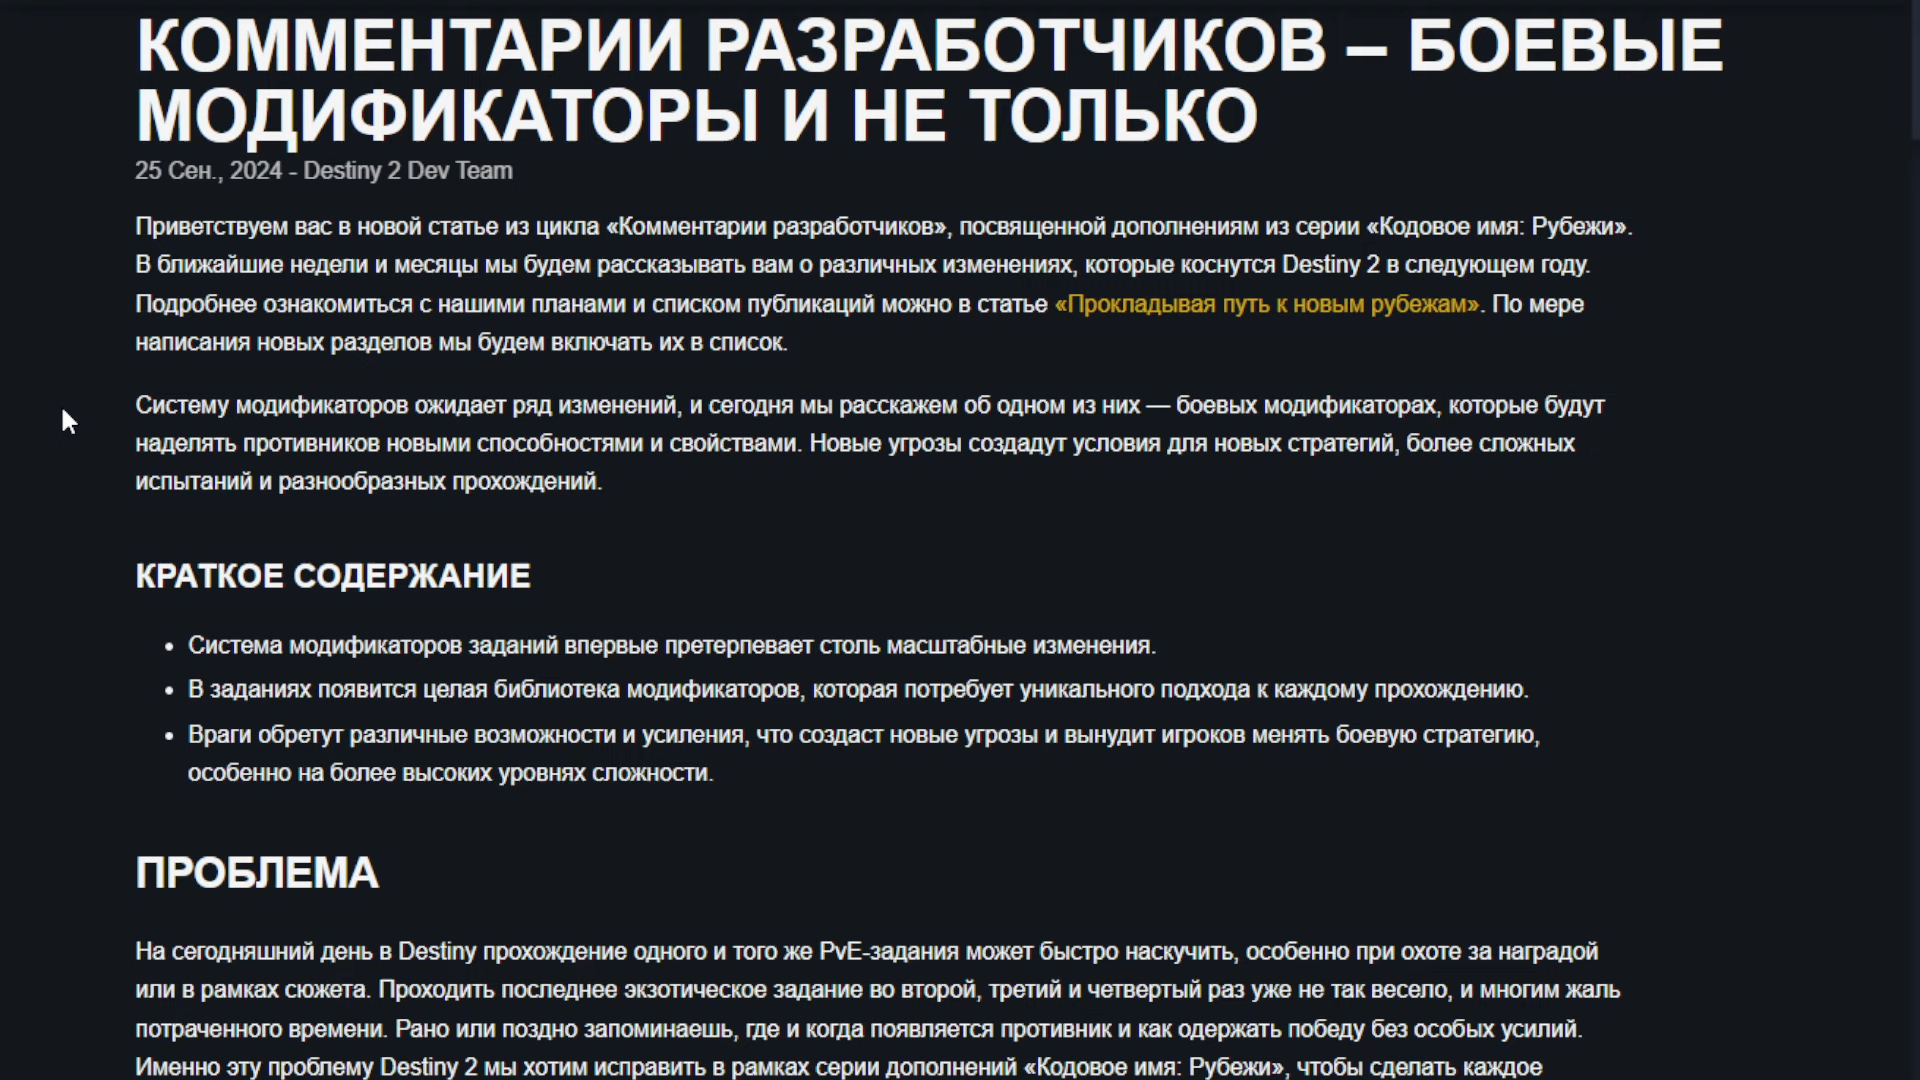 КОММЕНТАРИИ РАЗРАБОТЧИКОВ – БОЕВЫЕ
МОДИФИКАТОРЫ И НЕ ТОЛЬКО
25 Сен., 2024 - Destiny 2 Dev Team
Приветствуем вас в новой статье из цикла «Комментарии разработчиков», посвященной дополнениям из серии «Кодовое имя: Рубежи».
В ближайшие недели и месяцы мы будем рассказывать вам о различных изменениях, которые коснутся Destiny 2 в следующем году.
Подробнее ознакомиться с нашими планами и списком публикаций можно в статье «Прокладывая путь к новым рубежам». По мере
написания новых разделов мы будем включать их в список.
Систему модификаторов ожидает ряд изменений, и сегодня мы расскажем об одном из них — боевых модификаторах, которые будут
наделять противников новыми способностями и свойствами. Новые угрозы создадут условия для новых стратегий, более сложных
испытаний и разнообразных прохождений.
КРАТКОЕ СОДЕРЖАНИЕ
• Система модификаторов заданий впервые претерпевает столь масштабные изменения.
• В заданиях появится целая библиотека модификаторов, которая потребует уникального подхода к каждому прохождению.
• Враги обретут различные возможности и усиления, что создаст новые угрозы и вынудит игроков менять боевую стратегию,
особенно на более высоких уровнях сложности.
ПРОБЛЕМА
На сегодняшний день в Destiny прохождение одного и того же PvE-задания может быстро наскучить, особенно при охоте за наградой
или в рамках сюжета. Проходить последнее экзотическое задание во второй, третий и четвертый раз уже не так весело, и многим жаль
потраченного времени. Рано или поздно запоминаешь, где и когда появляется противник и как одержать победу без особых усилий.
Именно эту проблему Destiny 2 мы хотим исправить в рамках серии дополнений «Кодовое имя: Рубежи», чтобы сделать каждое